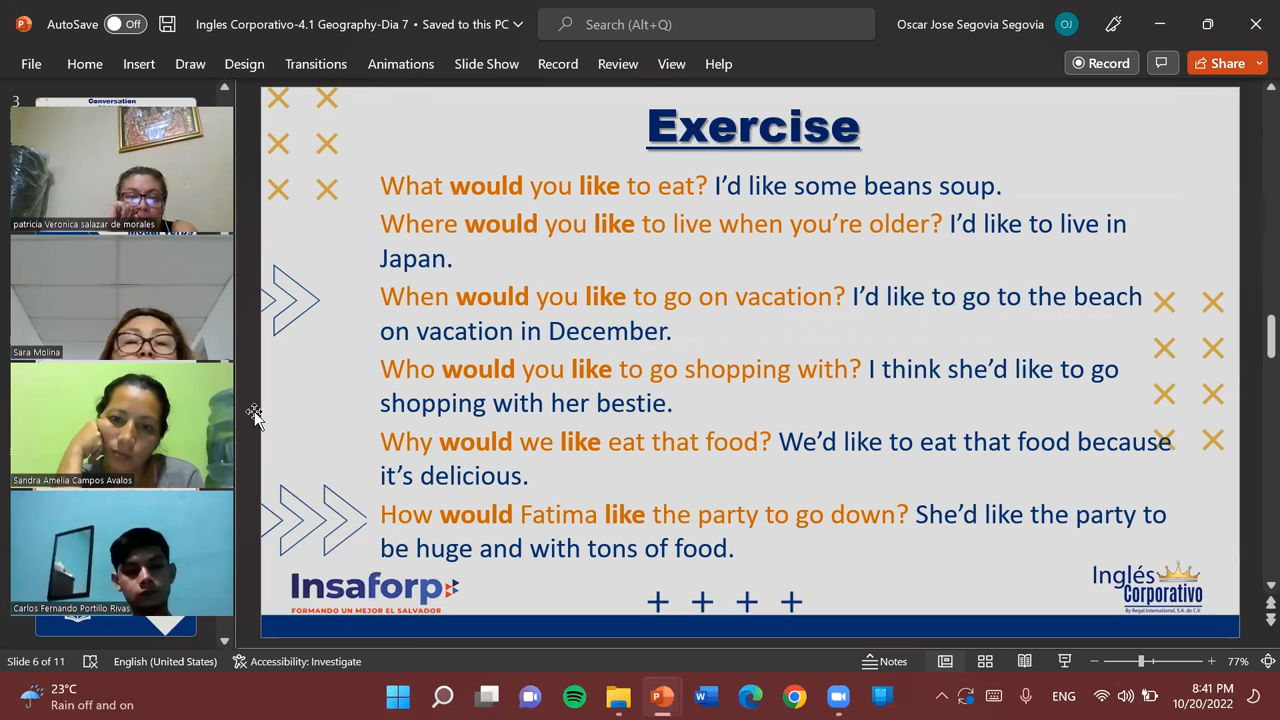 AutoSave Off Ingles Corporativo-4.1 Geography-Dia 7 • Saved to this PC Search (Alt+Q) Oscar Jose Segovia Segovia OJ
File Home Insert Draw Design Transitions Animations Slide Show Record Review View Help Record Share
3
Conversation
patricia Veronica salazar de morales
Sara Molina
Sandra Amelia Campos Avalos
Carlos Fernando Portillo Rivas
Exercise
What would you like to eat? I’d like some beans soup.
Where would you like to live when you’re older? I’d like to live in
Japan.
When would you like to go on vacation? I’d like to go to the beach
on vacation in December.
Who would you like to go shopping with? I think she’d like to go
shopping with her bestie.
Why would we like eat that food? We’d like to eat that food because
it’s delicious.
How would Fatima like the party to go down? She’d like the party to
be huge and with tons of food.
Insaforp
FORMANDO UN MEJOR EL SALVADOR
Inglés
Corporativo
By Regal International, S.A. de C.V.
Slide 6 of 11 English (United States) Accessibility: Investigate Notes 77%
23°C
Rain off and on
ENG
8:41 PM
10/20/2022